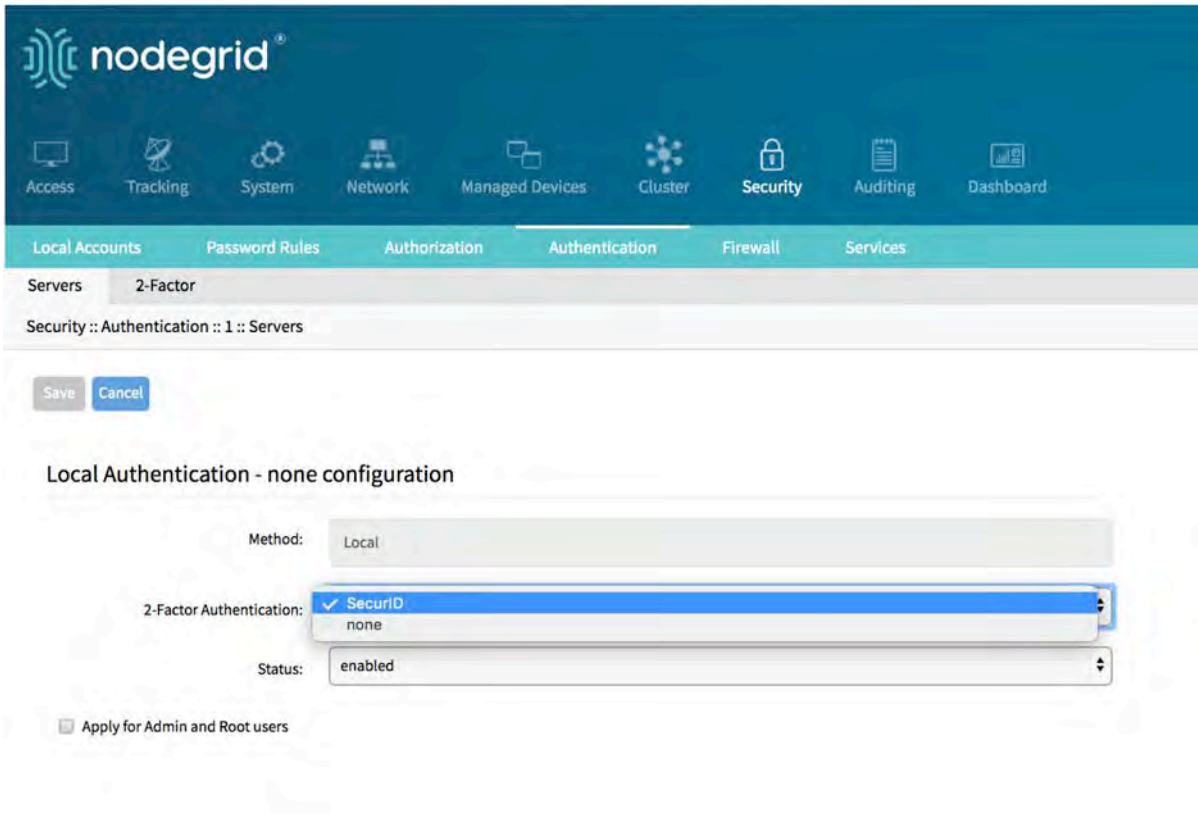 nodegrid®
Access Tracking System Network Managed Devices Cluster Security Auditing Dashboard
Local Accounts Password Rules Authorization Authentication Firewall Services
Servers 2-Factor
Security :: Authentication :: 1 :: Servers
Save Cancel
Local Authentication - none configuration
Method: Local
2-Factor Authentication: ✓ SecurID
none
Status: enabled
Apply for Admin and Root users